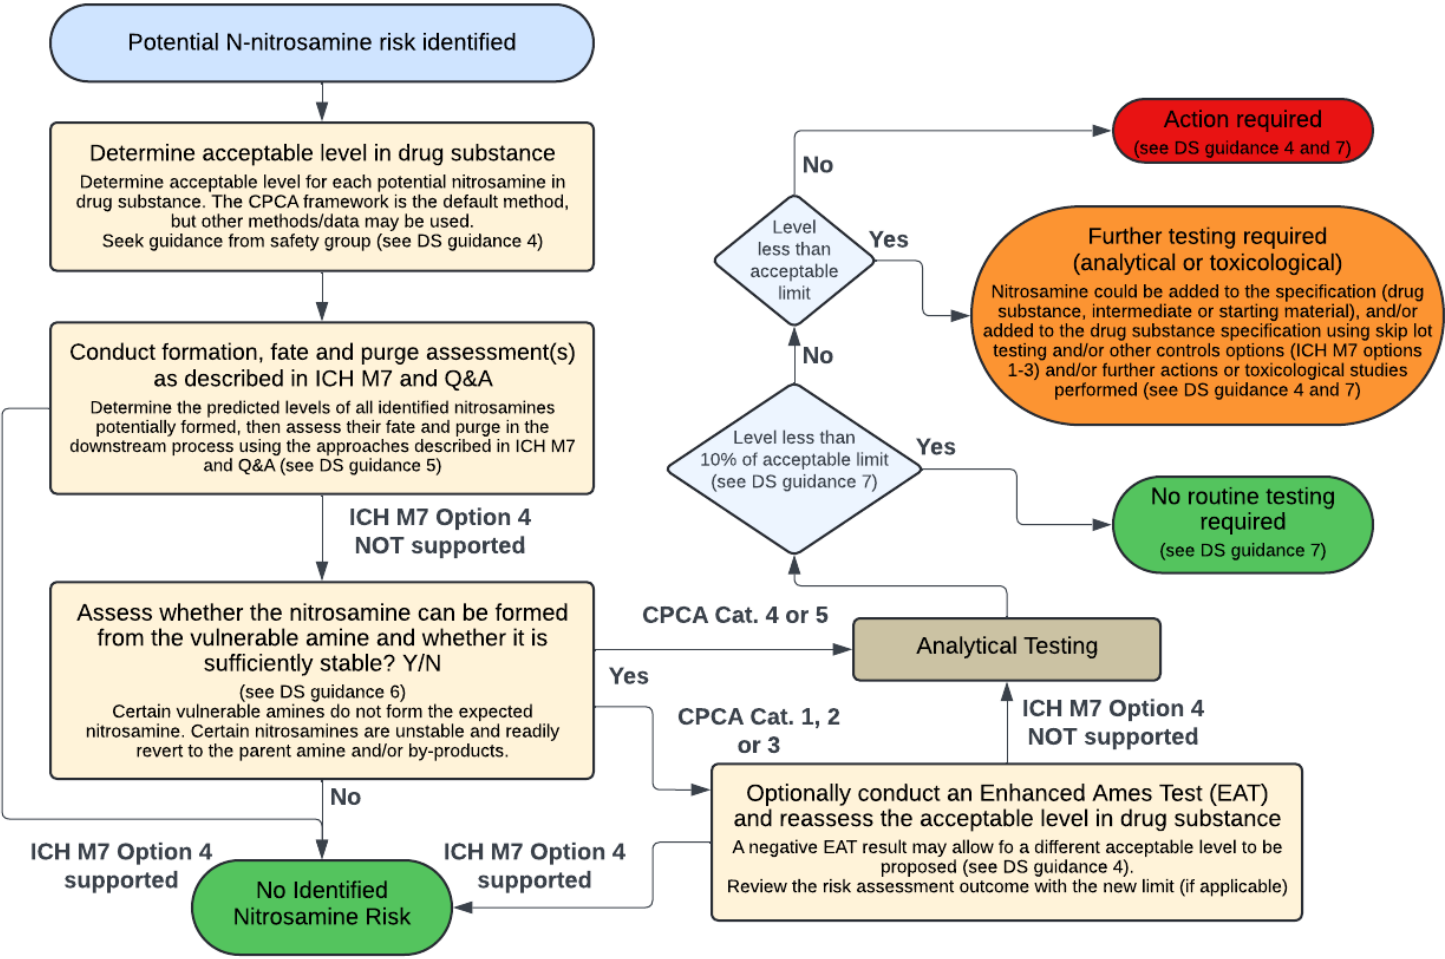 Potential N-nitrosamine risk identified
Determine acceptable level in drug substance
Determine acceptable level for each potential nitrosamine in
drug substance. The CPCA framework is the default method,
but other methods/data may be used.
Seek guidance from safety group (see DS guidance 4)
Conduct formation, fate and purge assessment(s)
as described in ICH M7 and Q&A
Determine the predicted levels of all identified nitrosamines
potentially formed, then assess their fate and purge in the
downstream process using the approaches described in ICH M7
and Q&A (see DS guidance 5)
ICH M7 Option 4
NOT supported
Assess whether the nitrosamine can be formed
from the vulnerable amine and whether it is
sufficiently stable? Y/N
(see DS guidance 6)
Certain vulnerable amines do not form the expected
nitrosamine. Certain nitrosamines are unstable and readily
revert to the parent amine and/or by-products.
No
ICH M7 Option 4
supported
No Identified
Nitrosamine Risk
ICH M7 Option 4
supported
CPCA Cat. 4 or 5
Yes
CPCA Cat. 1, 2
or 3
Optionally conduct an Enhanced Ames Test (EAT)
and reassess the acceptable level in drug substance
A negative EAT result may allow fo a different acceptable level to be
proposed (see DS guidance 4).
Review the risk assessment outcome with the new limit (if applicable)
ICH M7 Option 4
NOT supported
Analytical Testing
Level less than
10% of acceptable limit
(see DS guidance 7)
Yes
No routine testing
required
(see DS guidance 7)
No
Level
less than
acceptable
limit
Yes
Further testing required
(analytical or toxicological)
Nitrosamine could be added to the specification (drug
substance, intermediate or starting material), and/or
added to the drug substance specification using skip lot
testing and/or other controls options (ICH M7 options
1-3) and/or further actions or toxicological studies
performed (see DS guidance 4 and 7)
No
Action required
(see DS guidance 4 and 7)